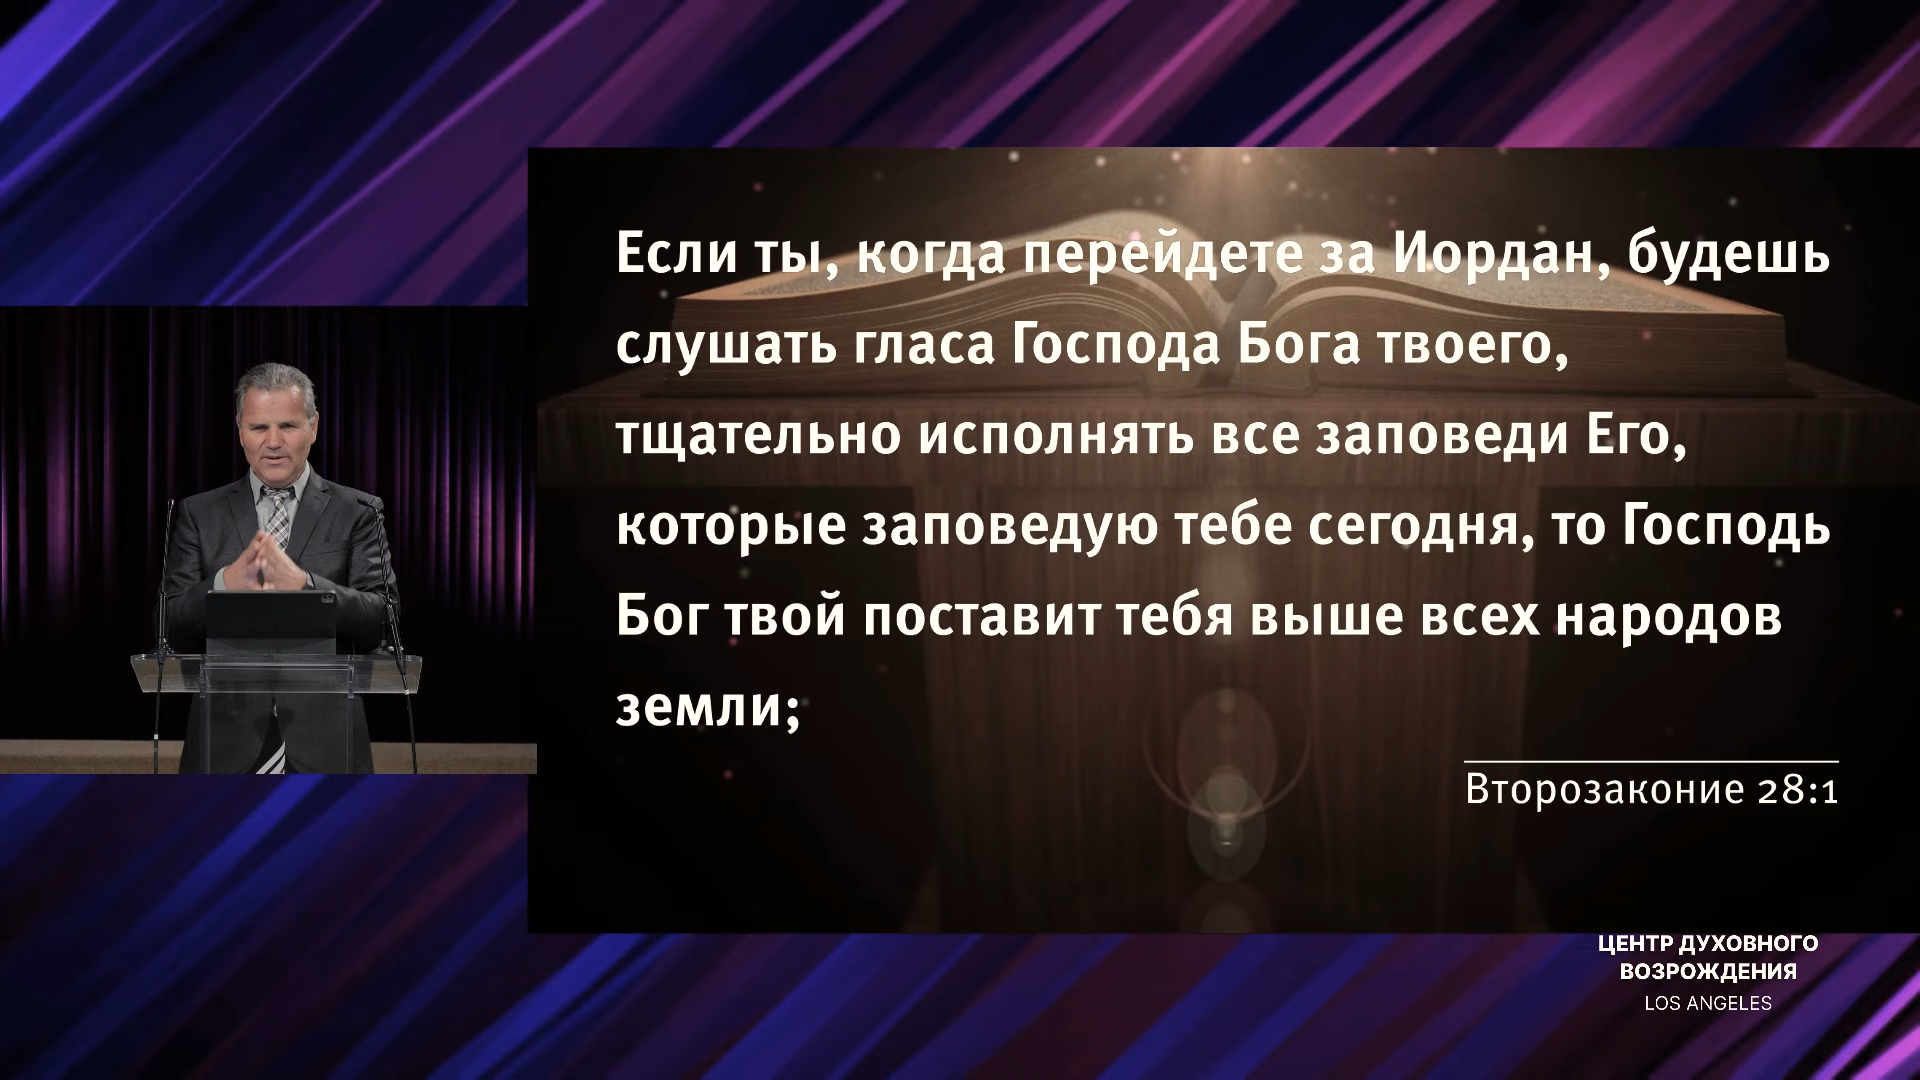 Если ты, когда перейдете за Иордан, будешь
слушать гласа Господа Бога твоего,
тщательно исполнять все заповеди Его,
которые заповедую тебе сегодня, то Господь
Бог твой поставит тебя выше всех народов
земли;
Второзаконие 28:1
ЦЕНТР ДУХОВНОГО
ВОЗРОЖДЕНИЯ
LOS ANGELES